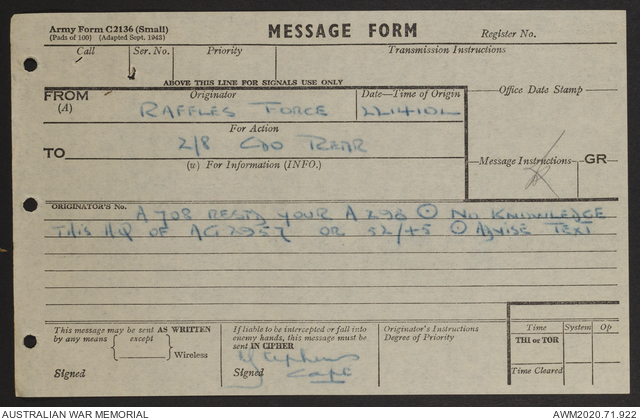 Army Form C2136 (Small)
(Pads of 100) (Adapted Sept. 1943)
MESSAGE FORM
Register No.
Call Ser. No. Priority Transmission Instructions
ABOVE THIS LINE FOR SIGNALS USE ONLY
FROM (A) Originator Date—Time of Origin Office Date Stamp
RAFFLES FORCE 221410L
For Action
TO 2/8 CDO REAR
(w) For Information (INFO.) Message Instructions GR
ORIGINATOR'S No.
A 708 YOUR A 298 ⊙ NO KNOWLEDGE
THIS HQ OF AG2957 OR ⊙ ADVISE TEXT
This message may be sent AS WRITTEN
by any means except
Wireless
Signed
If liable to be intercepted or fall into
enemy hands, this message must be
sent IN CIPHER
Signed Capt
Originator's Instructions
Degree of Priority
Time System Op
THI or TOR
Time Cleared
AUSTRALIAN WAR MEMORIAL AWM2020.71.922